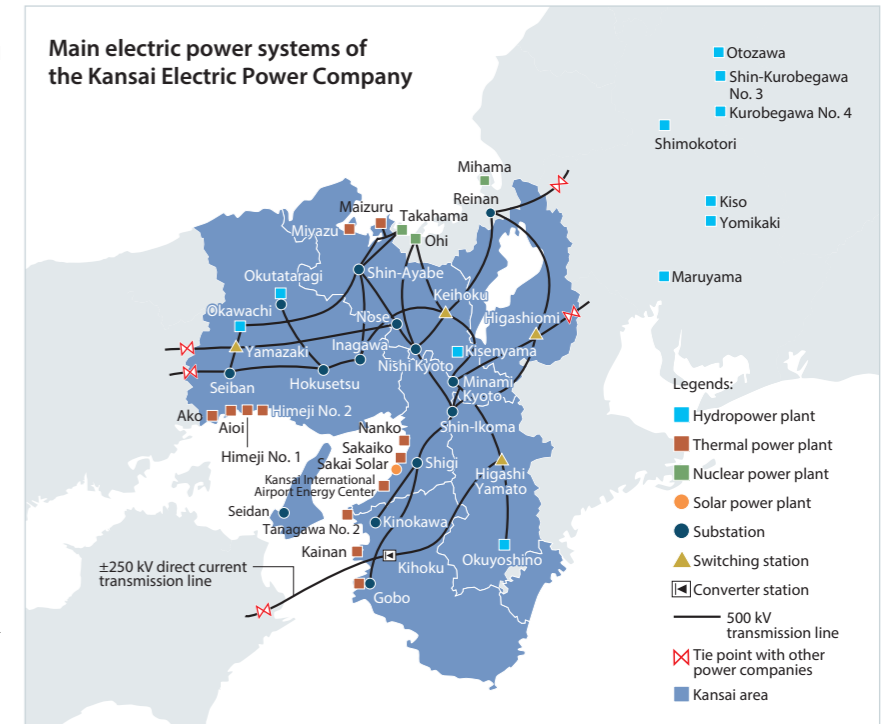 Main electric power systems of
the Kansai Electric Power Company
Otozawa
Shin-Kurobegawa
No. 3
Kurobegawa No. 4
Shimokotori
Mihama
Reinan
Kiso
Yomikaki
Maizuru
Takahama
Miyazu
Ohi
Shin-Ayabe
Maruyama
Okutataragi
Keihoku
Okawachi
Nose
Higashiomi
Yamazaki
Inagawa
Kisenyama
Nishi Kyoto
Seiban
Hokusetsu
Minami
Kyoto
Ako
Himeji No. 2
Aioi
Shin-Ikoma
Nanko
Himeji No. 1
Sakaiko
Sakai Solar
Shigi
Kansai International
Airport Energy Center
Higashi
Yamato
Seidan
Tanagawa No. 2
Kinokawa
Kainan
Kihoku
Okuyoshino
±250 kV direct current
transmission line
Gobo
Legends:
Hydropower plant
Thermal power plant
Nuclear power plant
Solar power plant
Substation
Switching station
Converter station
500 kV
transmission line
Tie point with other
power companies
Kansai area